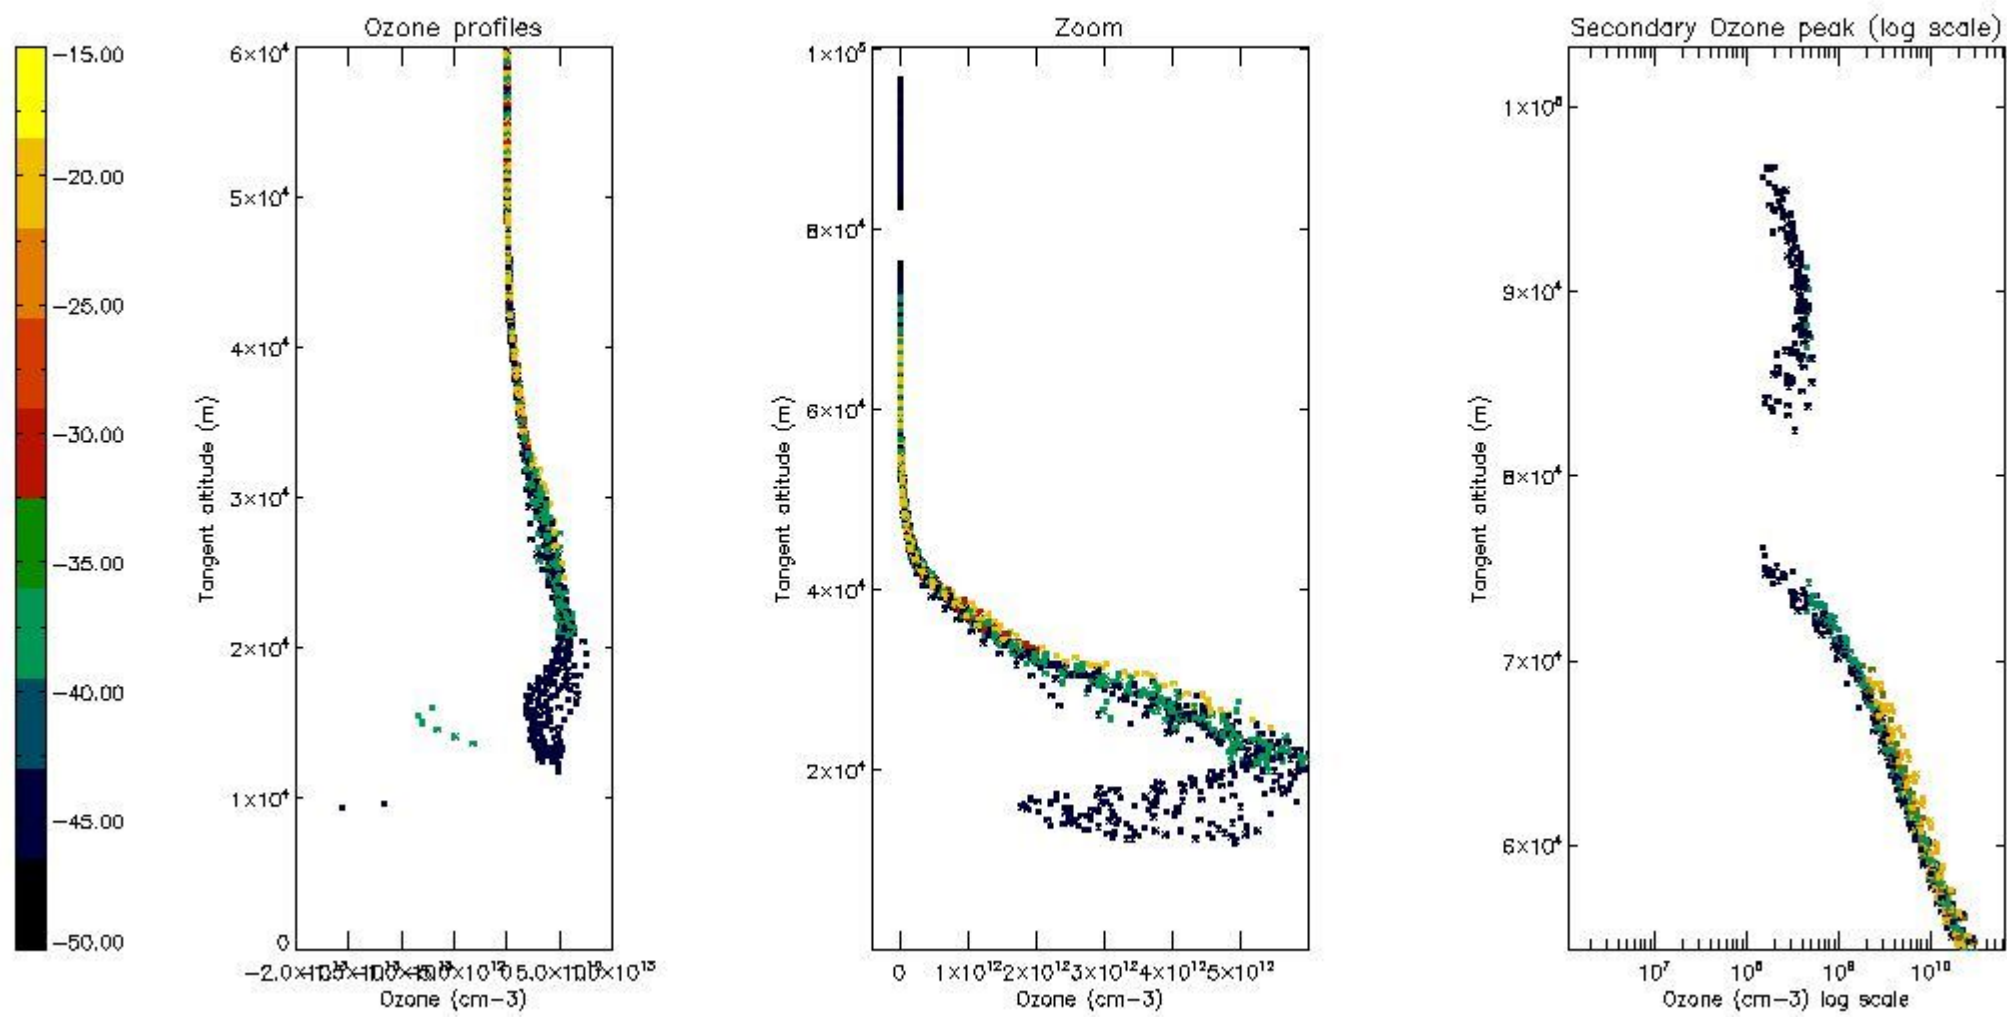 Ozone profiles
Zoom
Secondary Ozone peak (log scale)
−15.00
−20.00
−25.00
−30.00
−35.00
−40.00
−45.00
−50.00
6×10⁴
5×10⁴
4×10⁴
3×10⁴
2×10⁴
1×10⁴
0
Tangent altitude (m)
5.0×10¹²
Ozone (cm−3)
1×10⁵
8×10⁴
6×10⁴
4×10⁴
2×10⁴
Tangent altitude (m)
0 1×10¹² 2×10¹² 3×10¹² 4×10¹² 5×10¹²
Ozone (cm−3)
9×10⁴
8×10⁴
7×10⁴
6×10⁴
Tangent altitude (m)
10⁷ 10⁸ 10⁹ 10¹⁰
Ozone (cm−3) log scale